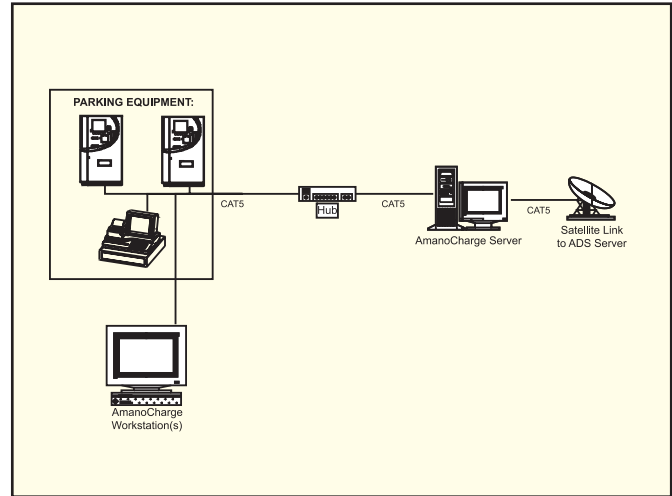 PARKING EQUIPMENT:
CAT5
Hub
CAT5
AmanoCharge Server
CAT5
Satellite Link
to ADS Server
AmanoCharge
Workstation(s)